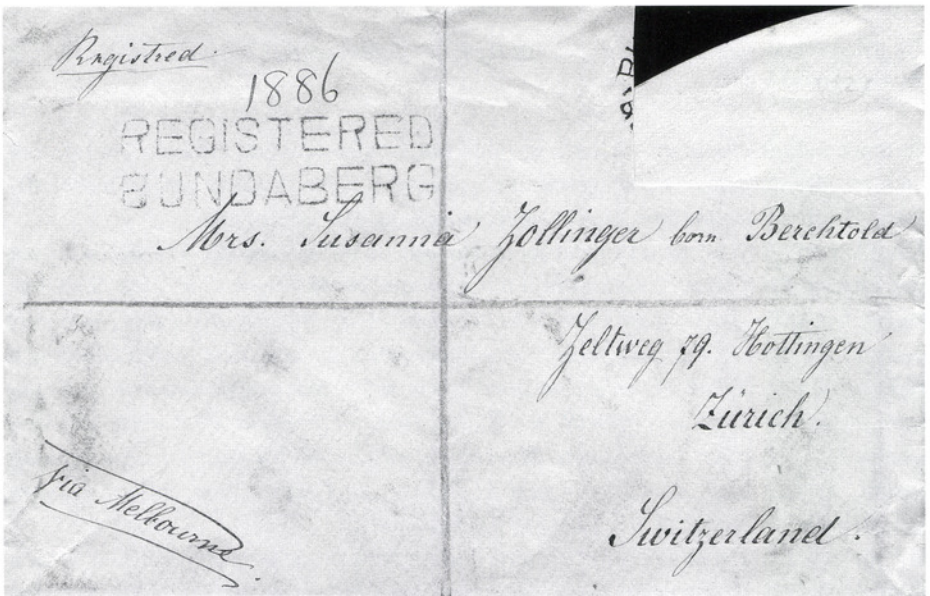 Registred.
1886
REGISTERED
BUNDABERG
Mrs. Susanna Zollinger born Berchtold
Zeltweg 79. Hottingen
Zürich.
Switzerland.
via Melbourne.